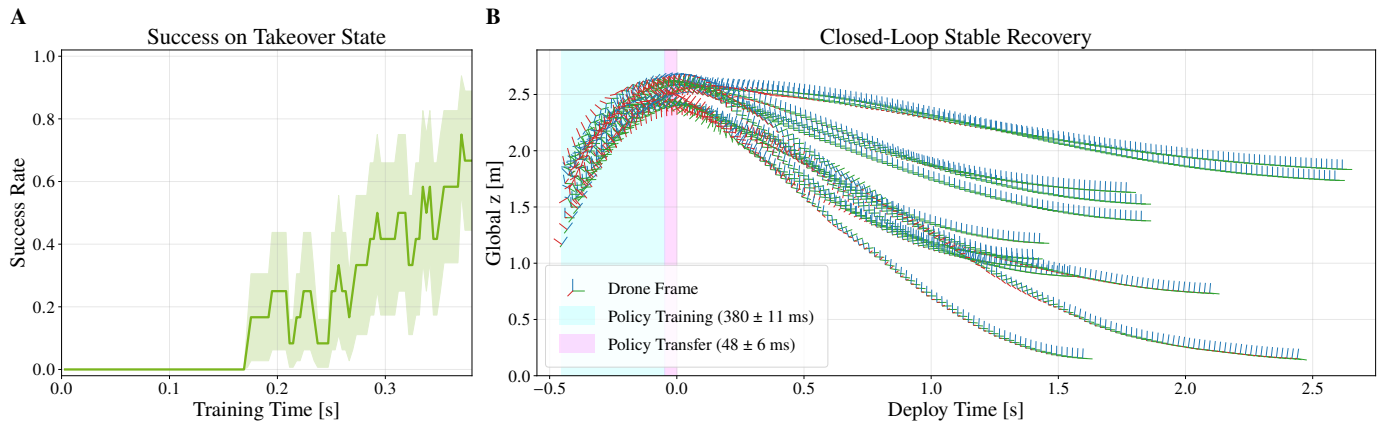 A
Success on Takeover State
1.0
0.8
0.6
0.4
0.2
0.0
Success Rate
0.0
0.1
0.2
0.3
Training Time [s]
B
Closed-Loop Stable Recovery
2.5
2.0
1.5
1.0
0.5
0.0
Global z [m]
Drone Frame
Policy Training (380 ± 11 ms)
Policy Transfer (48 ± 6 ms)
−0.5
0.0
0.5
1.0
1.5
2.0
2.5
Deploy Time [s]